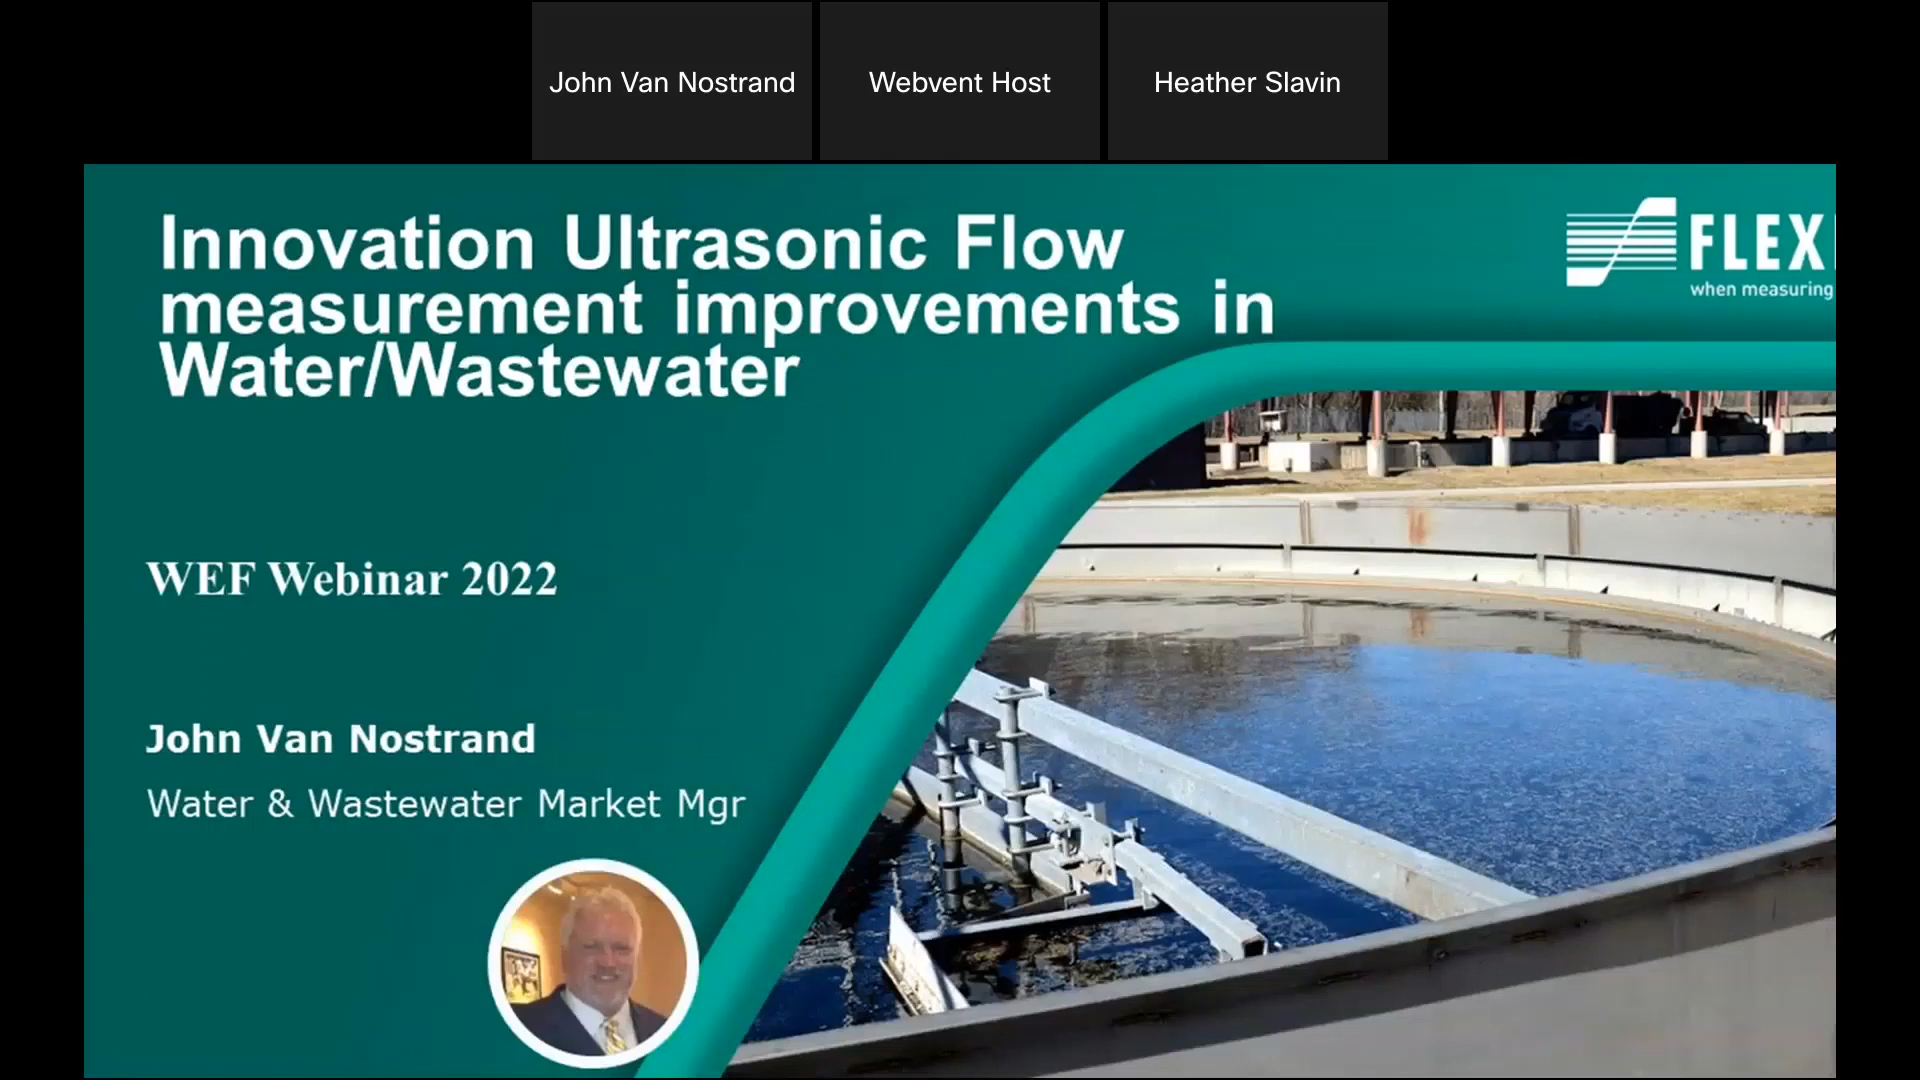 John Van Nostrand
Webvent Host
Heather Slavin
Innovation Ultrasonic Flow
measurement improvements in
Water/Wastewater
FLEX
when measuring
WEF Webinar 2022
John Van Nostrand
Water & Wastewater Market Mgr